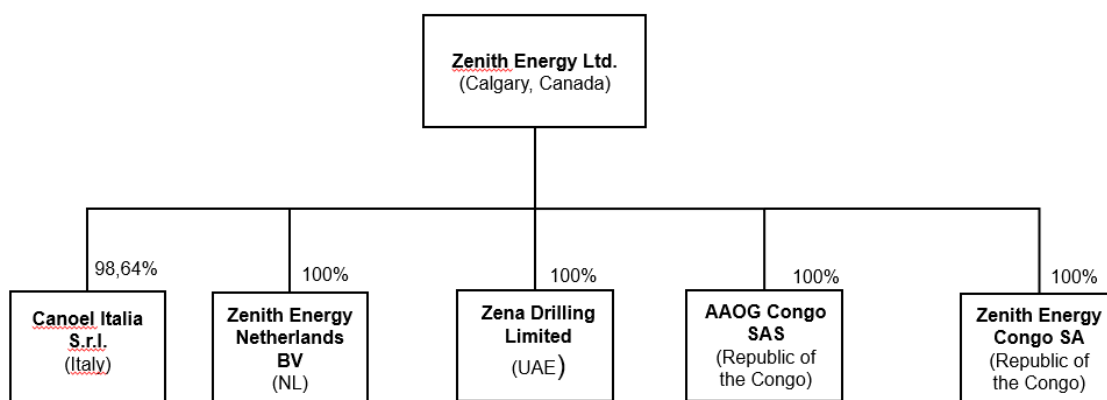 Zenith Energy Ltd.
(Calgary, Canada)
98,64%
100%
100%
100%
100%
Canoel Italia
S.r.l.
(Italy)
Zenith Energy
Netherlands
BV
(NL)
Zena Drilling
Limited
(UAE)
AAOG Congo
SAS
(Republic of
the Congo)
Zenith Energy
Congo SA
(Republic of
the Congo)